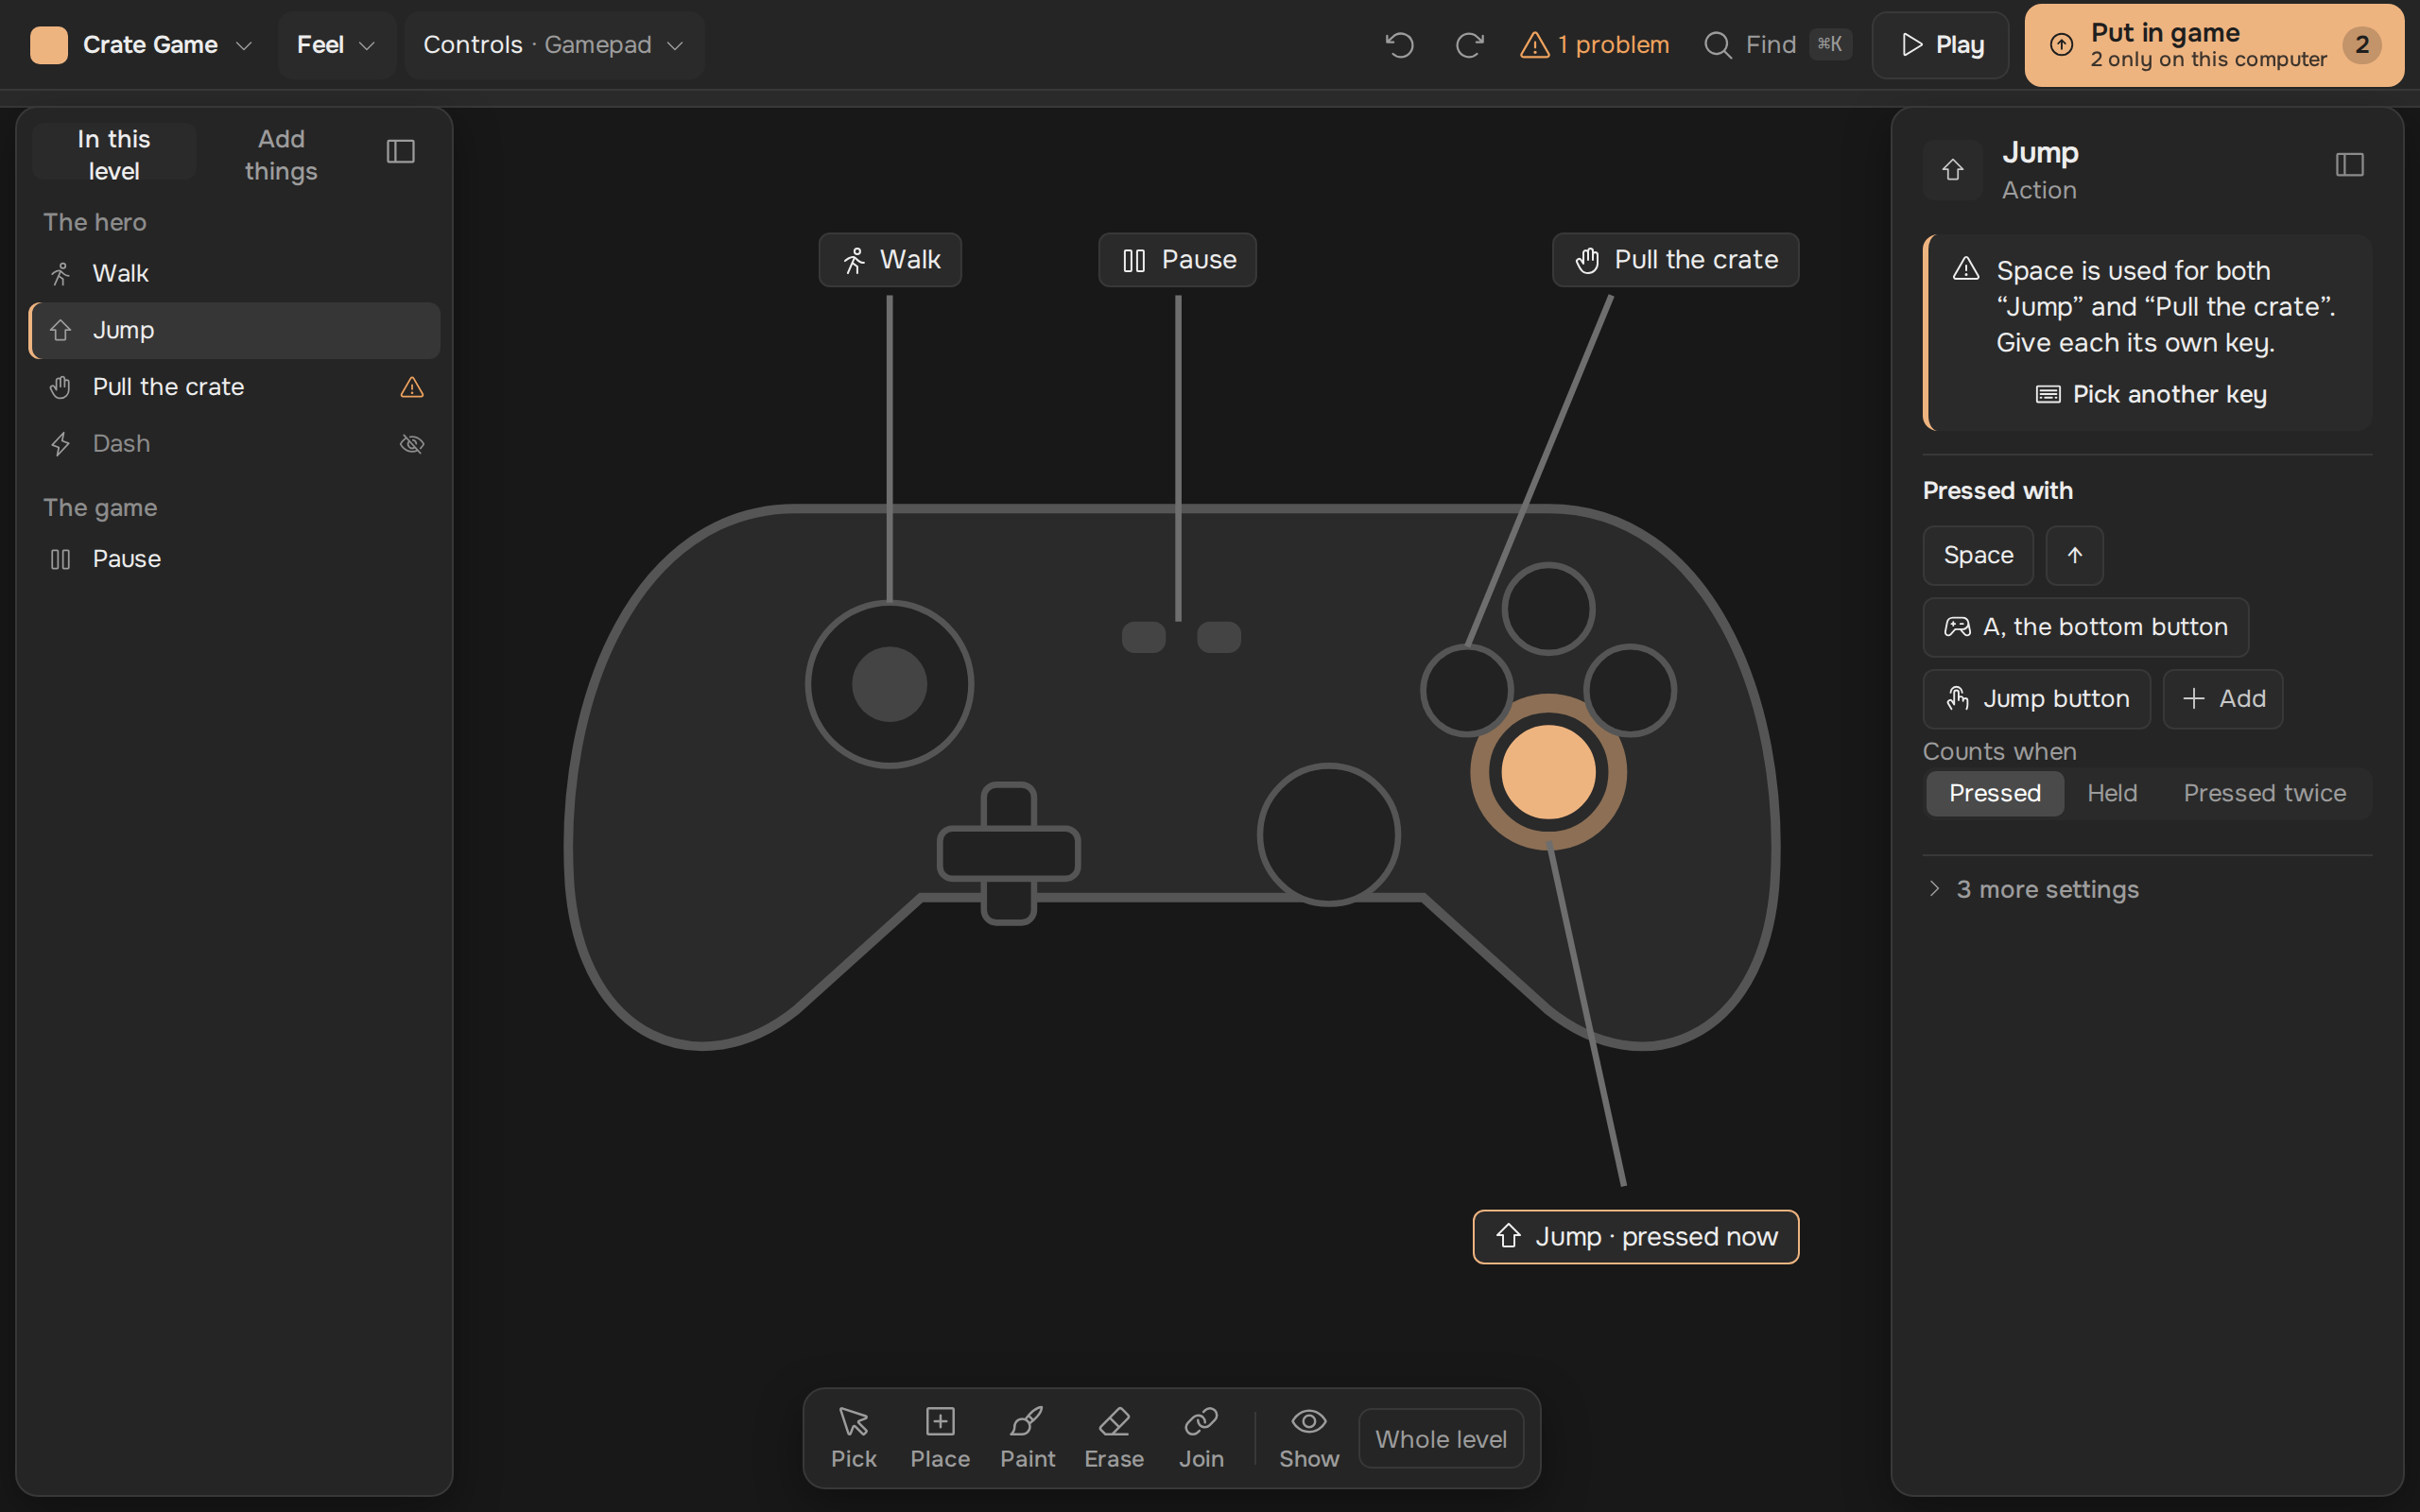 Crate Game
Feel
Controls · Gamepad
1 problem
Find ⌘K
Play
Put in game
2 only on this computer
2
In this
level
Add
things
The hero
Walk
Jump
Pull the crate
Dash
The game
Pause
Walk
Pause
Pull the crate
Jump · pressed now
Pick
Place
Paint
Erase
Join
Show
Whole level
Jump
Action
Space is used for both
“Jump” and “Pull the crate”.
Give each its own key.
Pick another key
Pressed with
Space
↑
A, the bottom button
Jump button
Add
Counts when
Pressed
Held
Pressed twice
3 more settings